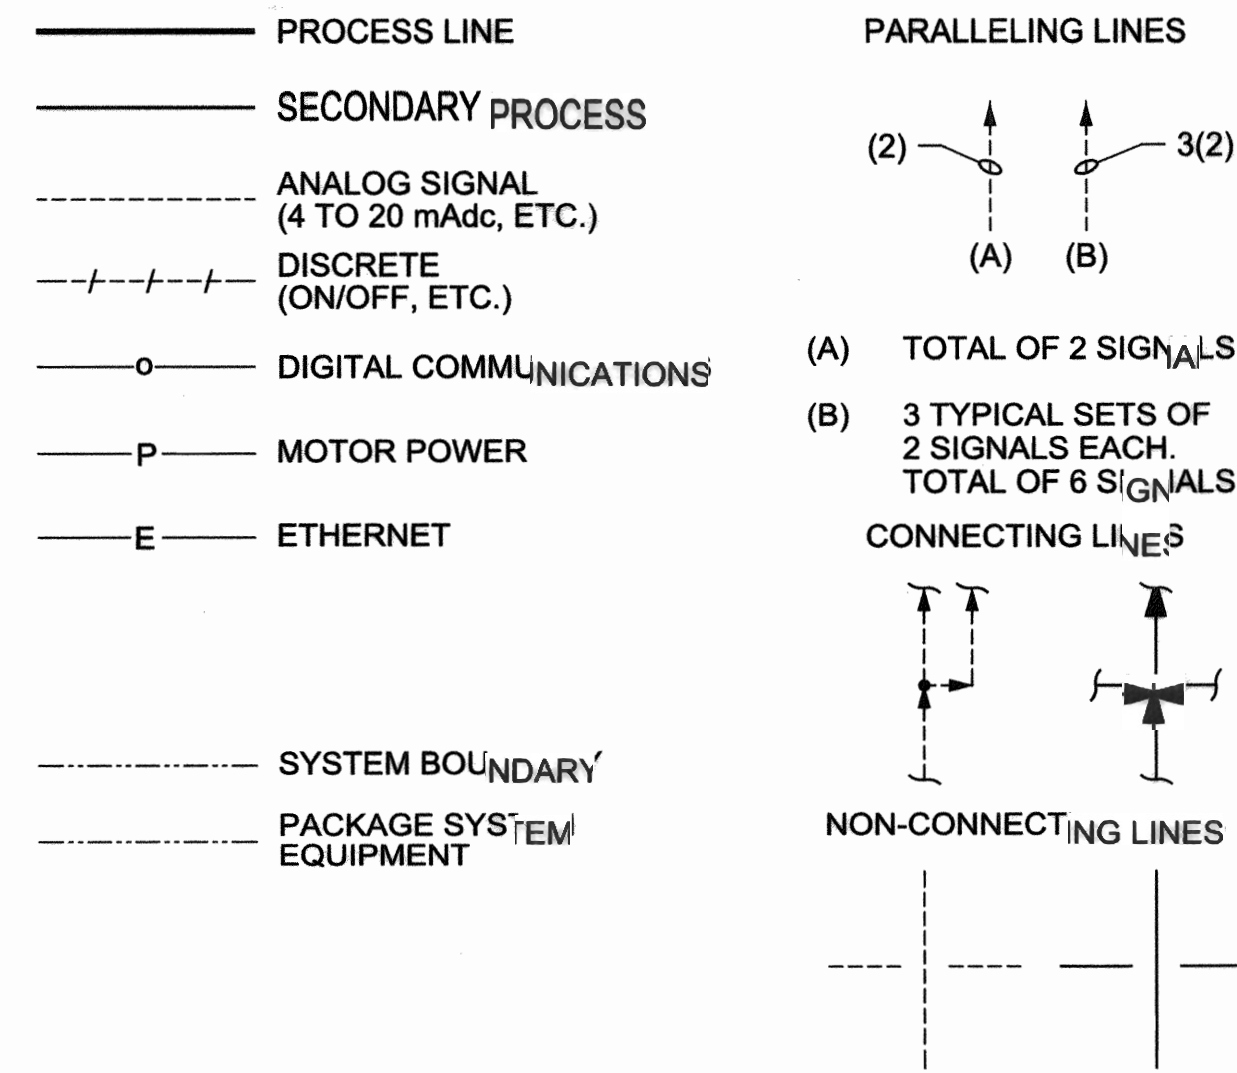 PROCESS LINE
SECONDARY PROCESS
ANALOG SIGNAL
(4 TO 20 mAdc, ETC.)
DISCRETE
(ON/OFF, ETC.)
o DIGITAL COMMUNICATIONS
P MOTOR POWER
E ETHERNET
SYSTEM BOUNDARY
PACKAGE SYSTEM
EQUIPMENT
PARALLELING LINES
(2) 3(2)
(A) (B)
(A) TOTAL OF 2 SIGNALS
(B) 3 TYPICAL SETS OF
2 SIGNALS EACH.
TOTAL OF 6 SIGNALS
CONNECTING LINES
NON-CONNECTING LINES